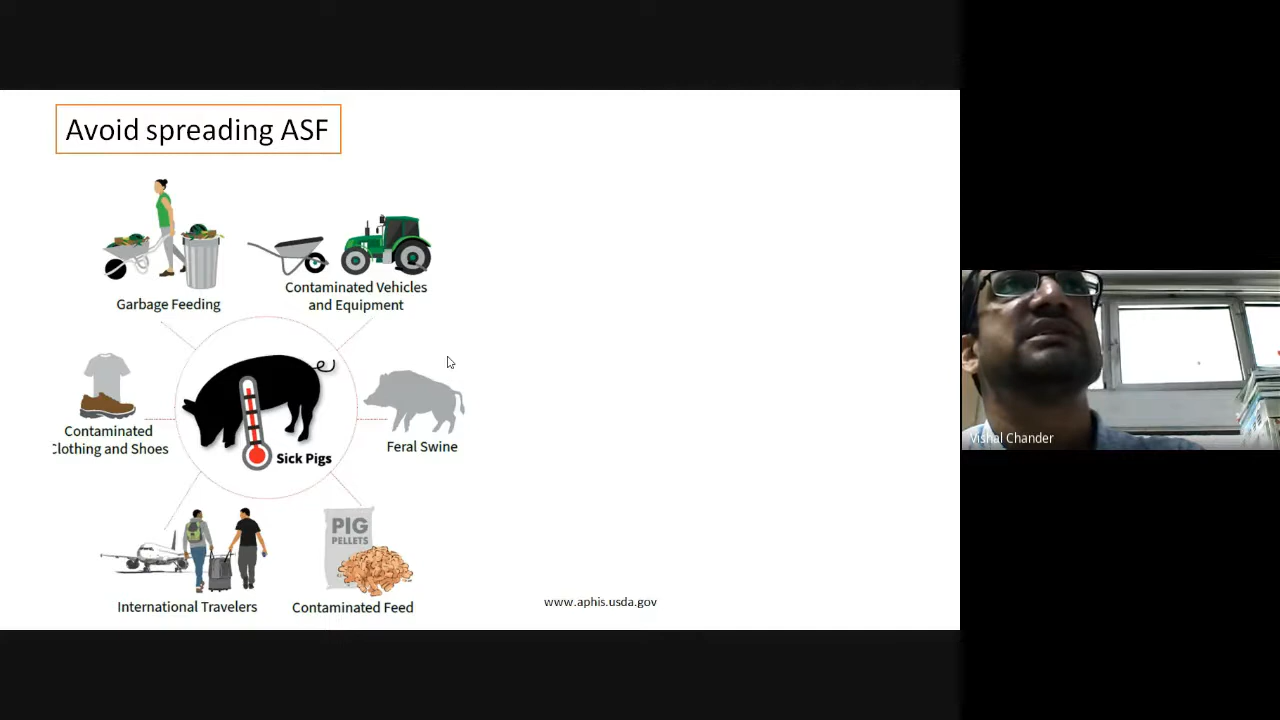 Avoid spreading ASF
Garbage Feeding
Contaminated Vehicles
and Equipment
Contaminated
Clothing and Shoes
Sick Pigs
Feral Swine
PIG
PELLETS
International Travelers
Contaminated Feed
www.aphis.usda.gov
Vishal Chander